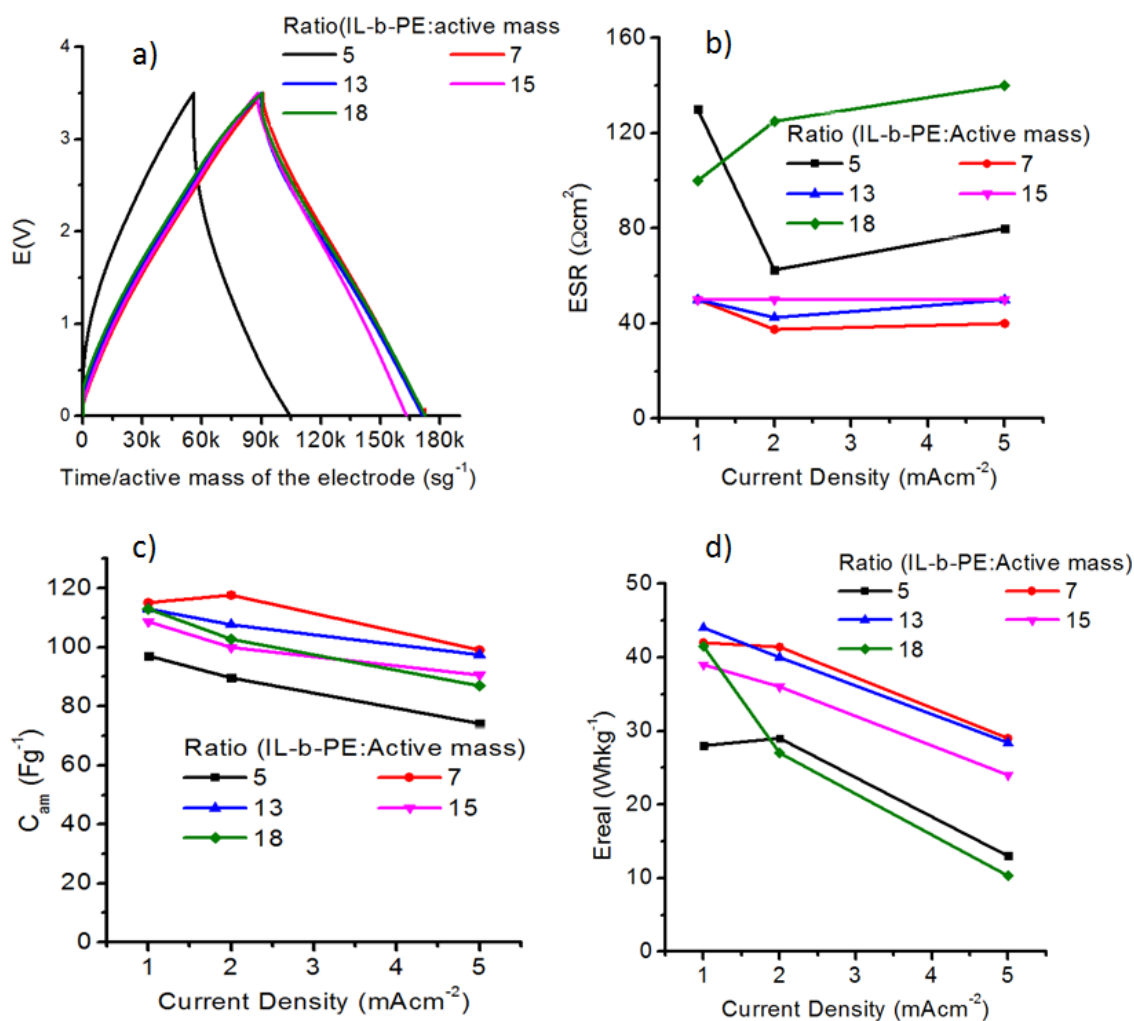 a)
Ratio(IL-b-PE:active mass
5 7
13 15
18
E(V)
4
3
2
1
0
0 30k 60k 90k 120k 150k 180k
Time/active mass of the electrode (sg⁻¹)
b)
Ratio (IL-b-PE:Active mass)
5 7
13 15
18
ESR (Ωcm²)
160
120
80
40
0
1 2 3 4 5
Current Density (mAcm⁻²)
c)
C_am (Fg⁻¹)
120
100
80
60
40
20
0
Ratio (IL-b-PE:Active mass)
5 7
13 15
18
1 2 3 4 5
Current Density (mAcm⁻²)
d)
Ratio (IL-b-PE:Active mass)
5 7
13 15
18
Ereal (Whkg⁻¹)
50
40
30
20
10
0
1 2 3 4 5
Current Density (mAcm⁻²)